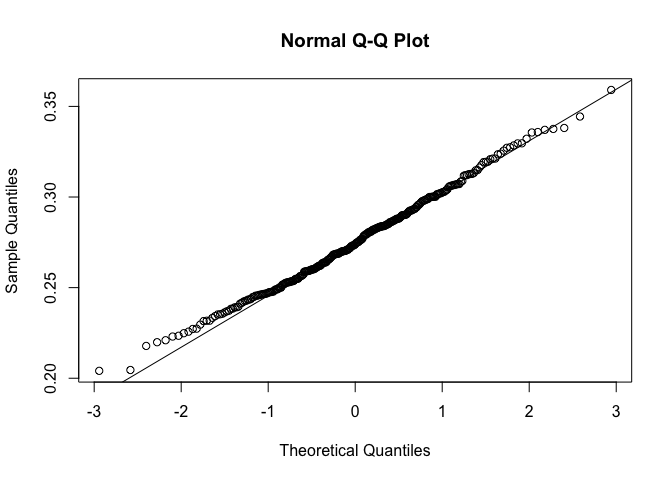 Normal Q-Q Plot
0.35
0.30
0.25
0.20
Sample Quantiles
-3 -2 -1 0 1 2 3
Theoretical Quantiles